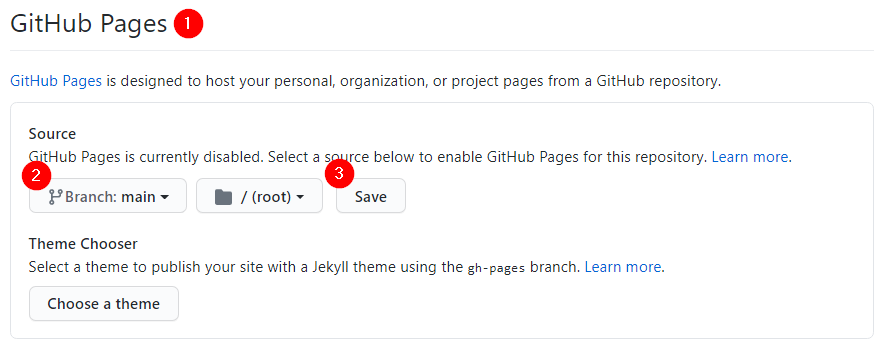 GitHub Pages 1
GitHub Pages is designed to host your personal, organization, or project pages from a GitHub repository.
Source
GitHub Pages is currently disabled. Select a source below to enable GitHub Pages for this repository. Learn more.
2 3
Branch: main / (root) Save
Theme Chooser
Select a theme to publish your site with a Jekyll theme using the gh-pages branch. Learn more.
Choose a theme